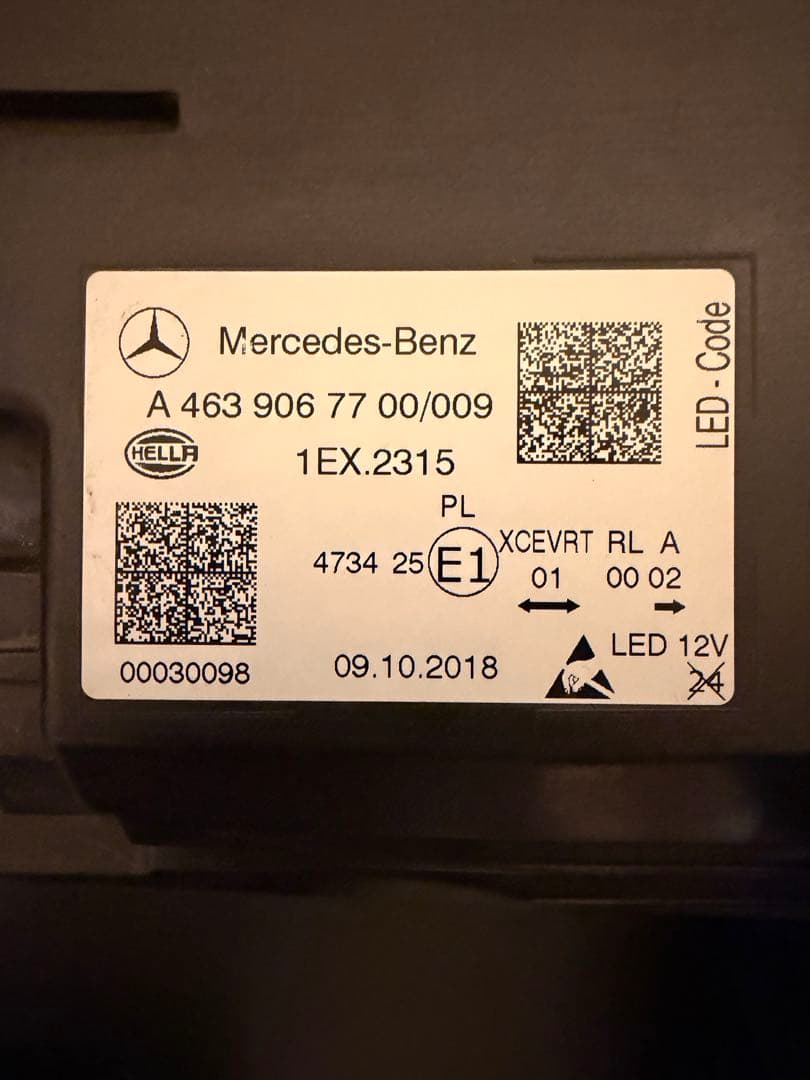 Mercedes-Benz
A 463 906 77 00/009
HELLA
1EX.2315
LED - Code
PL
4734 25 E1 XCEVRT RL A
01 00 02
00030098
09.10.2018
LED 12V
24